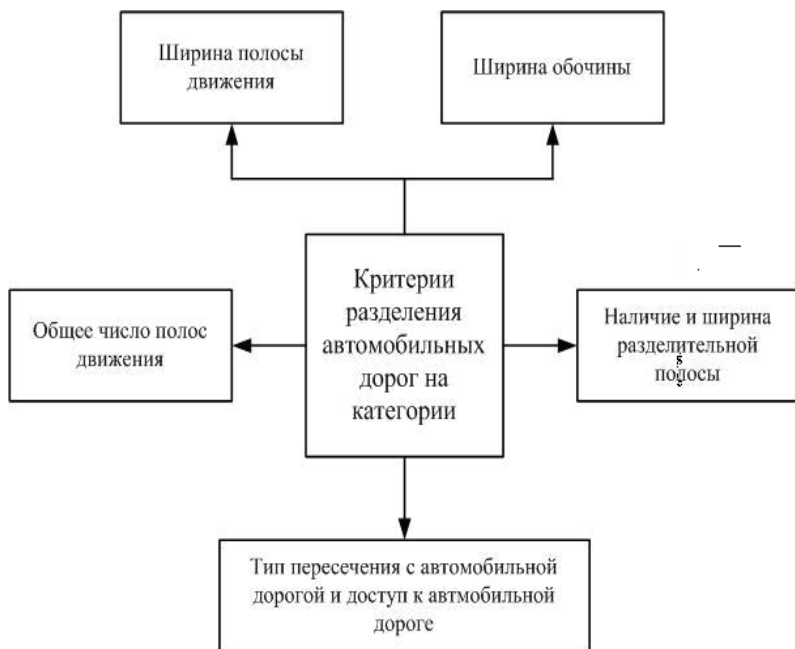 Ширина полосы
движения
Ширина обочины
Общее число полос
движения
Критерии
разделения
автомобильных
дорог на
категории
Наличие и ширина
разделительной
полосы
Тип пересечения с автомобильной
дорогой и доступ к автмобильной
дороге